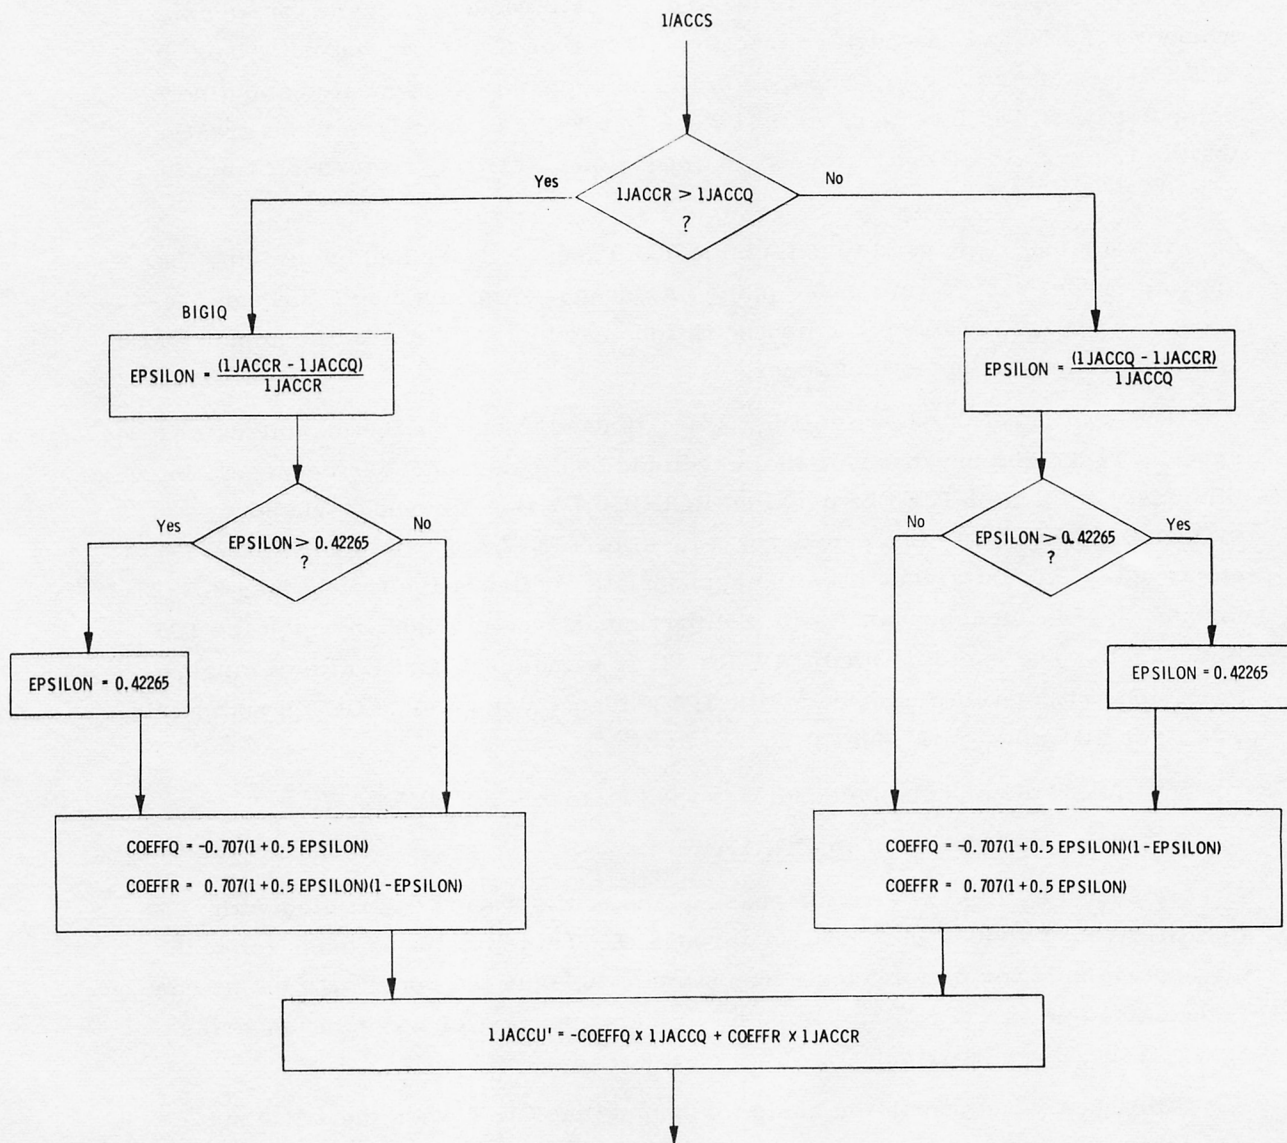 1/ACCS
Yes
1JACCR > 1JACCQ
?
No
BIGIQ
EPSILON = (1JACCR - 1JACCQ)
1JACCR
EPSILON = (1JACCQ - 1JACCR)
1JACCQ
Yes
EPSILON > 0.42265
?
No
No
EPSILON > 0.42265
?
Yes
EPSILON = 0.42265
EPSILON = 0.42265
COEFFQ = -0.707(1 + 0.5 EPSILON)
COEFFR = 0.707(1 + 0.5 EPSILON)(1 - EPSILON)
COEFFQ = -0.707(1 + 0.5 EPSILON)(1 - EPSILON)
COEFFR = 0.707(1 + 0.5 EPSILON)
1JACCU' = -COEFFQ x 1JACCQ + COEFFR x 1JACCR